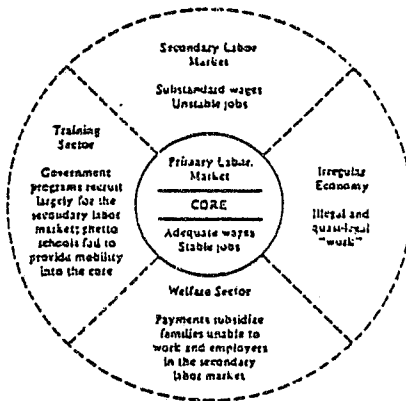 Secondary Labor
Market
Substandard wages
Unstable jobs
Training
Sector
Government
programs recruit
largely for the
secondary labor
market; ghetto
schools fail to
provide mobility
into the core
Primary Labor
Market
CORE
Adequate wages
Stable jobs
Irregular
Economy
Illegal and
quasi-legal
"work"
Welfare Sector
Payments subsidize
families unable to
work and employers
in the secondary
labor market